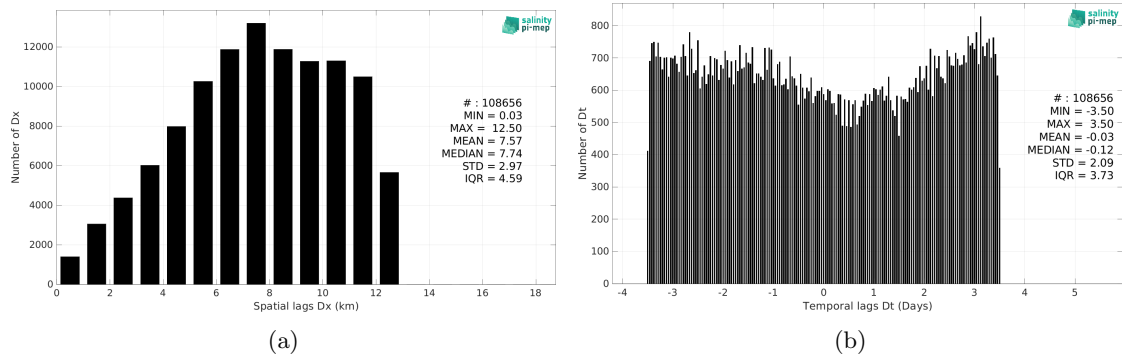 salinity
pi-mep
12000
10000
8000
6000
4000
2000
0
Number of Dx
# : 108656
MIN = 0.03
MAX = 12.50
MEAN = 7.57
MEDIAN = 7.74
STD = 2.97
IQR = 4.59
0 2 4 6 8 10 12 14 16 18
Spatial lags Dx (km)
(a)
salinity
pi-mep
800
700
600
500
400
300
200
100
0
Number of Dt
# : 108656
MIN = -3.50
MAX = 3.50
MEAN = -0.03
MEDIAN = -0.12
STD = 2.09
IQR = 3.73
-4 -3 -2 -1 0 1 2 3 4 5
Temporal lags Dt (Days)
(b)